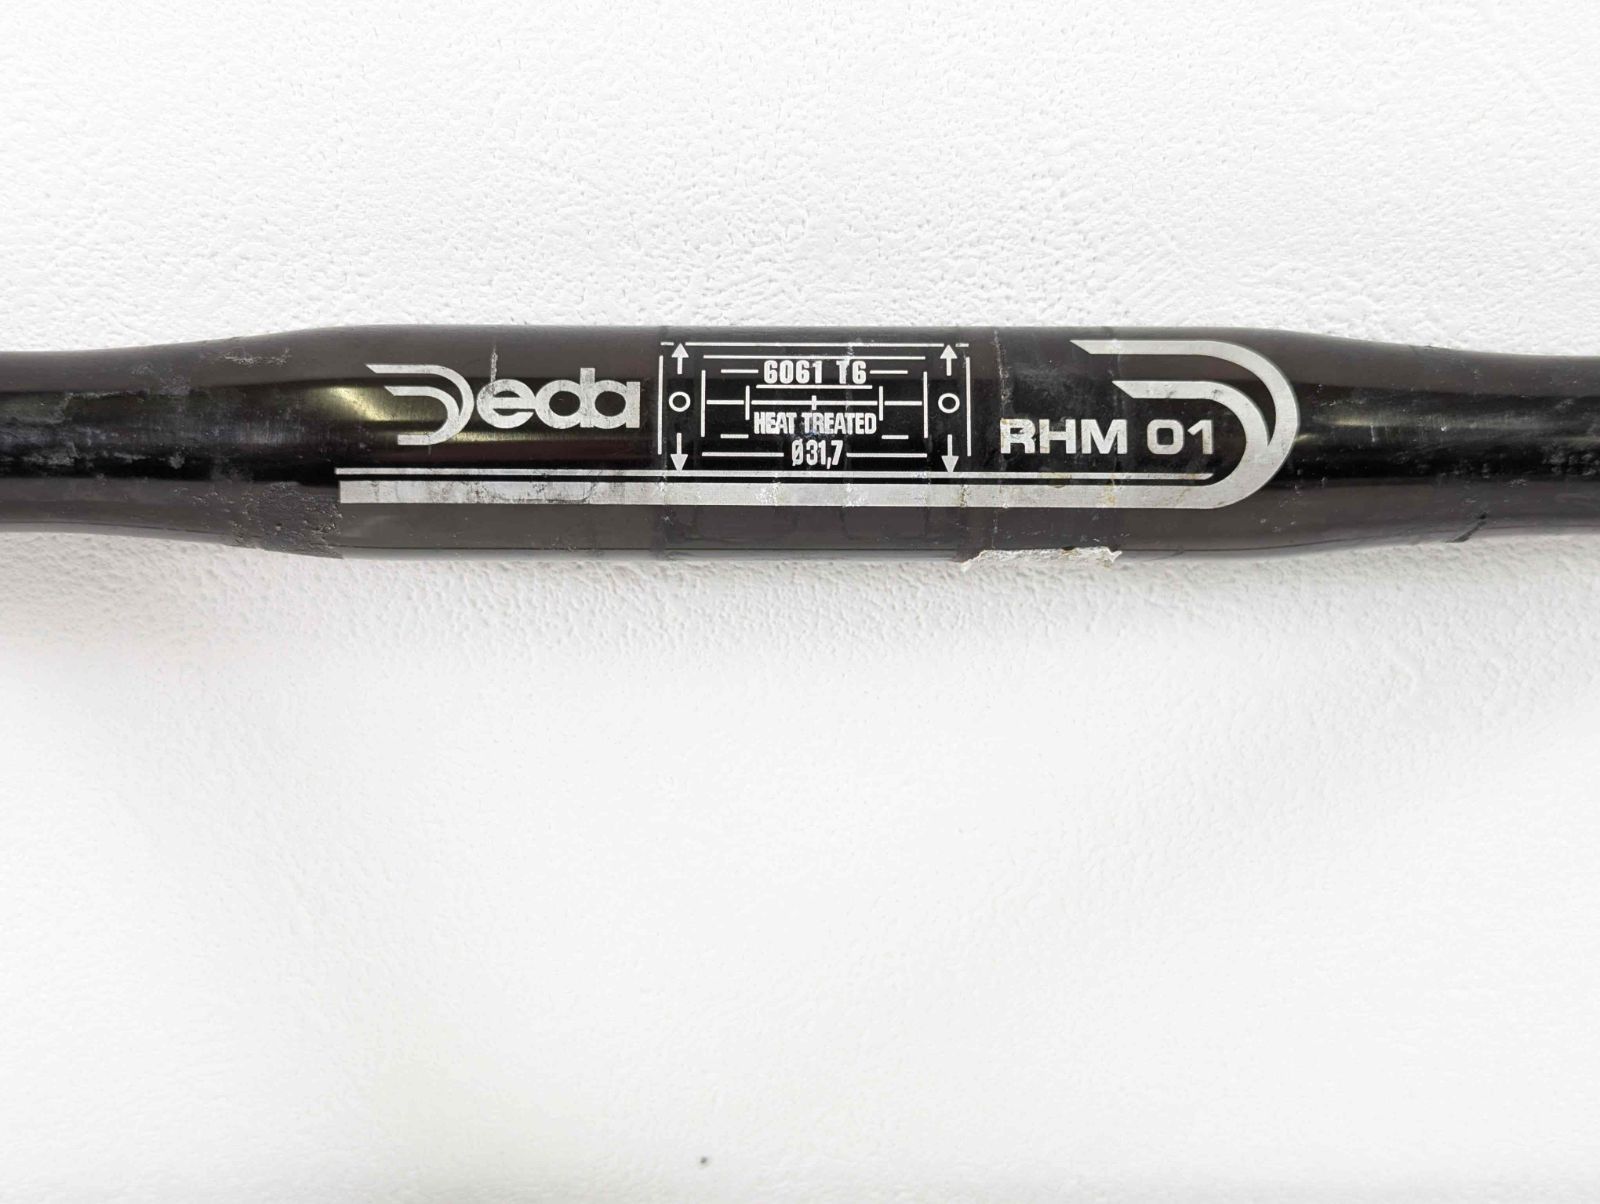 Deda
6061 T6
HEAT TREATED
Ø31,7
RHM 01